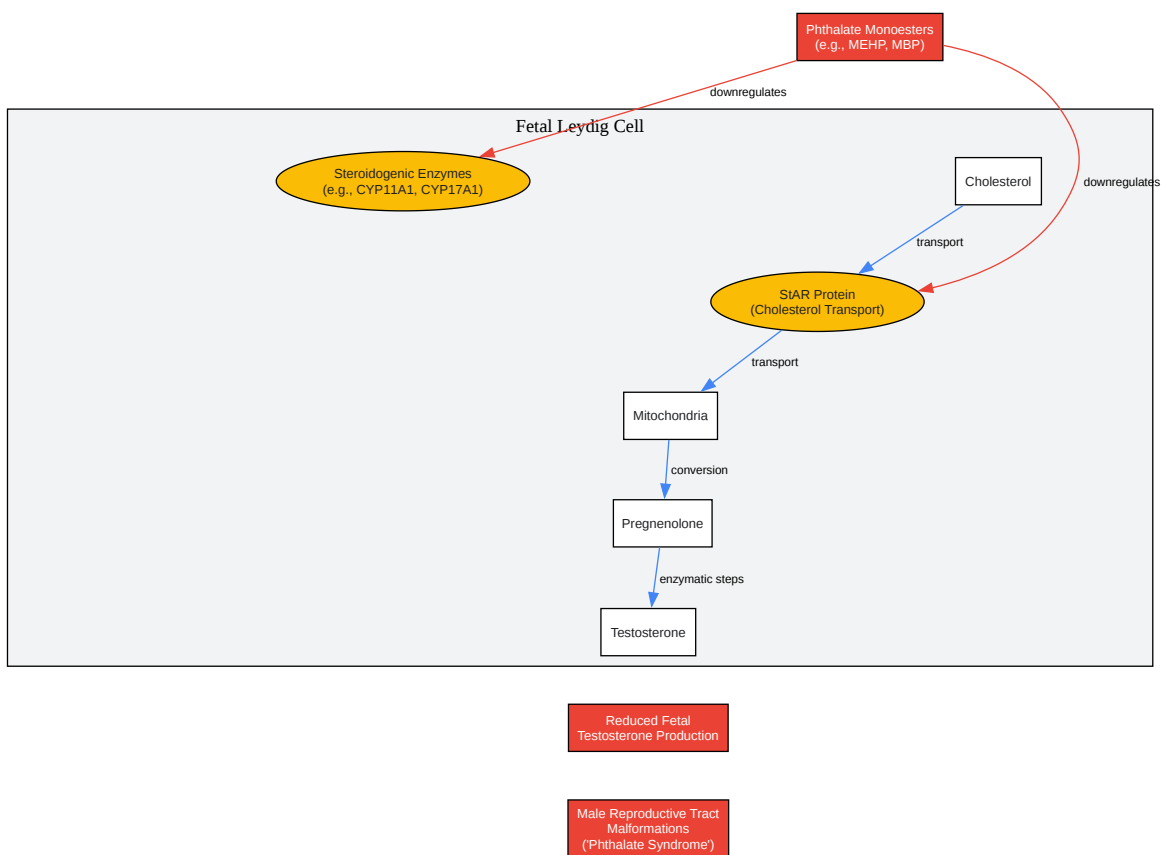 Phthalate Monoesters
(e.g., MEHP, MBP)
downregulates
Fetal Leydig Cell
Steroidogenic Enzymes
(e.g., CYP11A1, CYP17A1)
Cholesterol
downregulates
transport
StAR Protein
(Cholesterol Transport)
transport
Mitochondria
conversion
Pregnenolone
enzymatic steps
Testosterone
Reduced Fetal
Testosterone Production
Male Reproductive Tract
Malformations
('Phthalate Syndrome')